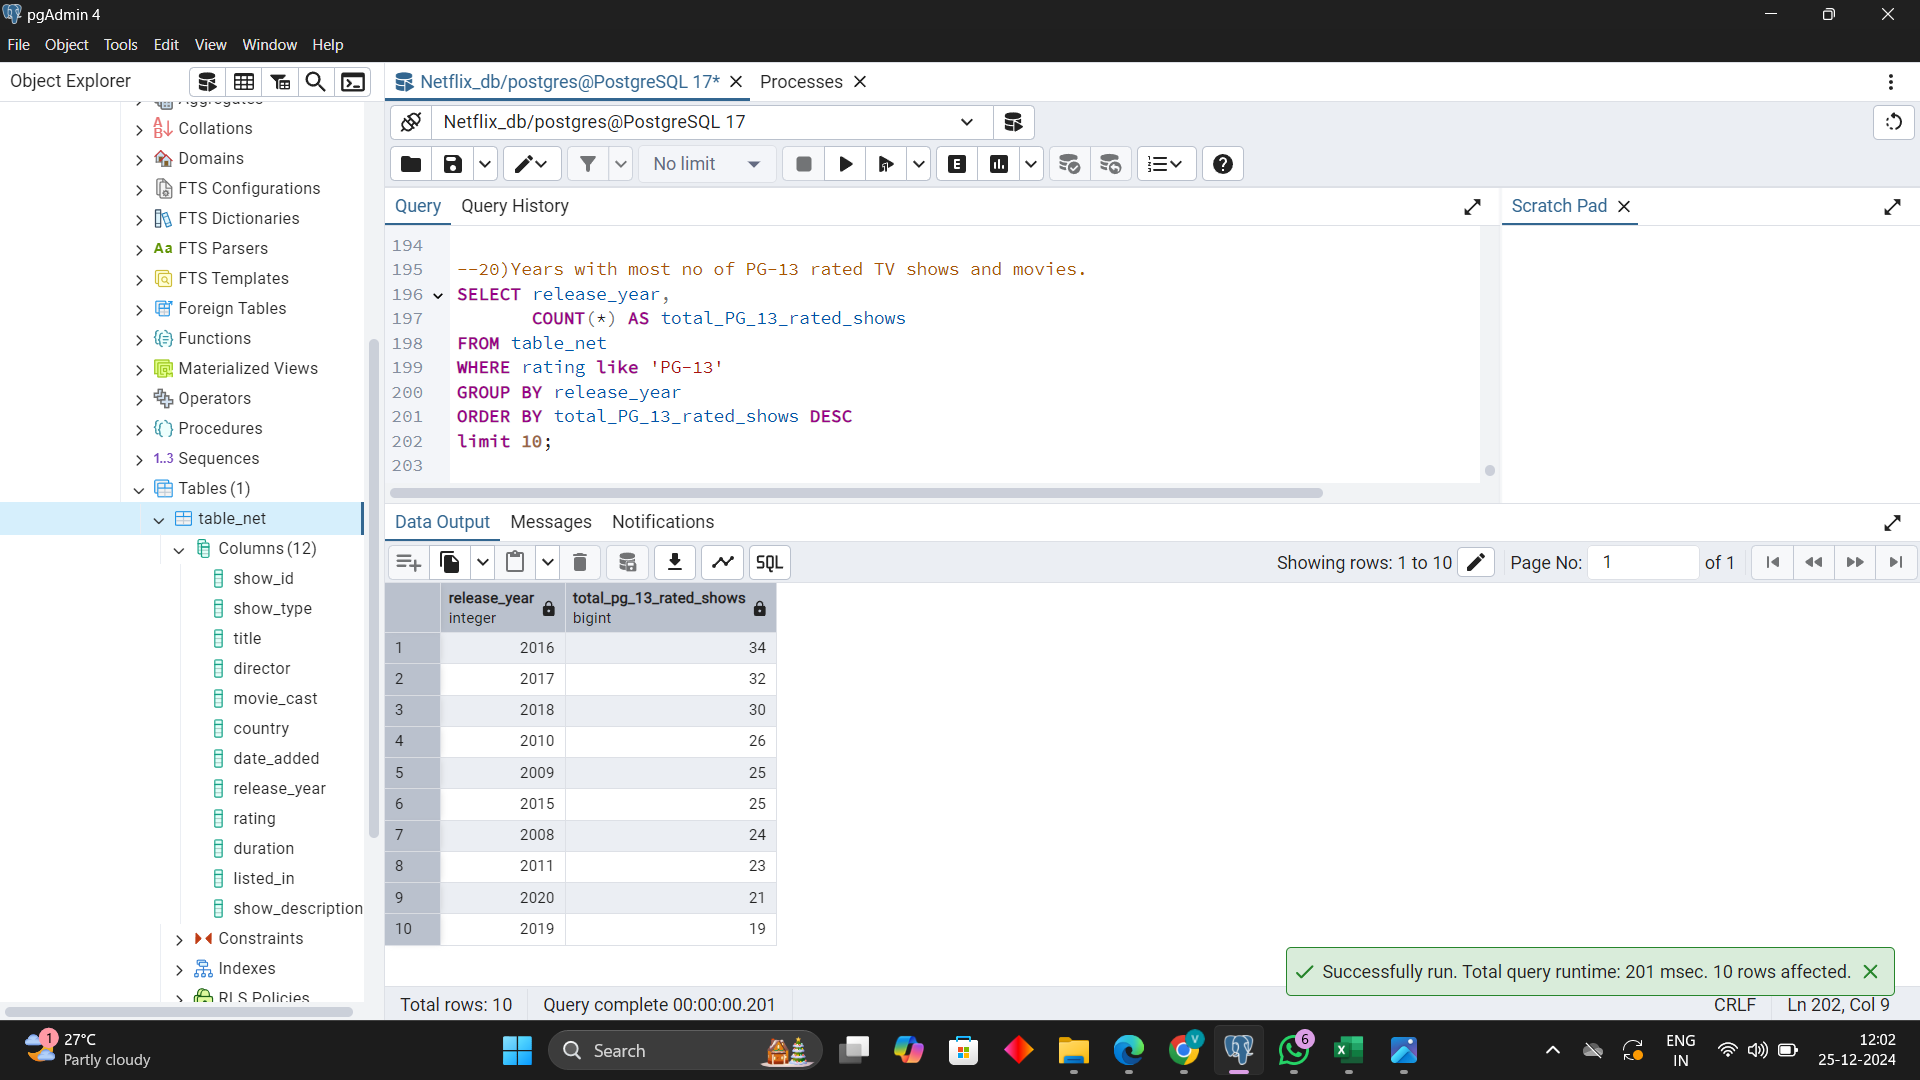 pgAdmin 4
File Object Tools Edit View Window Help
Object Explorer
Netflix_db/postgres@PostgreSQL 17* Processes
Netflix_db/postgres@PostgreSQL 17
No limit
E
Query Query History
Scratch Pad
Aggregates
Collations
Domains
FTS Configurations
FTS Dictionaries
Aa FTS Parsers
FTS Templates
Foreign Tables
Functions
Materialized Views
Operators
Procedures
1..3 Sequences
Tables (1)
table_net
Columns (12)
show_id
show_type
title
director
movie_cast
country
date_added
release_year
rating
duration
listed_in
show_description
Constraints
Indexes
RLS Policies
194
195 --20)Years with most no of PG-13 rated TV shows and movies.
196 SELECT release_year,
197 COUNT(*) AS total_PG_13_rated_shows
198 FROM table_net
199 WHERE rating like 'PG-13'
200 GROUP BY release_year
201 ORDER BY total_PG_13_rated_shows DESC
202 limit 10;
203
Data Output Messages Notifications
SQL
Showing rows: 1 to 10 Page No: 1 of 1
release_year integer total_pg_13_rated_shows bigint
1 2016 34
2 2017 32
3 2018 30
4 2010 26
5 2009 25
6 2015 25
7 2008 24
8 2011 23
9 2020 21
10 2019 19
Successfully run. Total query runtime: 201 msec. 10 rows affected.
Total rows: 10 Query complete 00:00:00.201 CRLF Ln 202, Col 9
1 27°C
Partly cloudy
Search
V
6
ENG
IN
12:02
25-12-2024